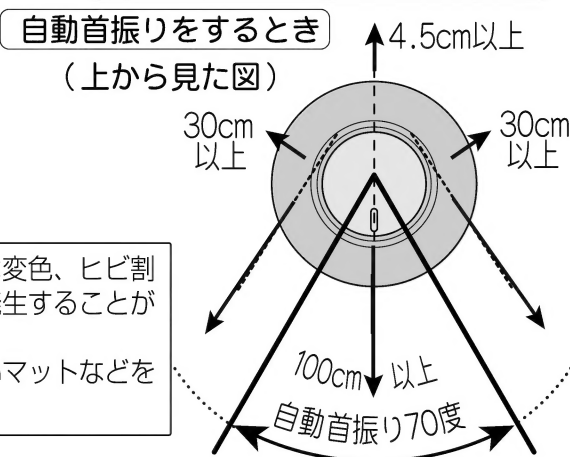 自動首振りをするとき
（上から見た図）
4.5cm以上
30cm
以上
30cm
以上
変色、ヒビ割
生することが
マットなどを
100cm 以上
自動首振り70度